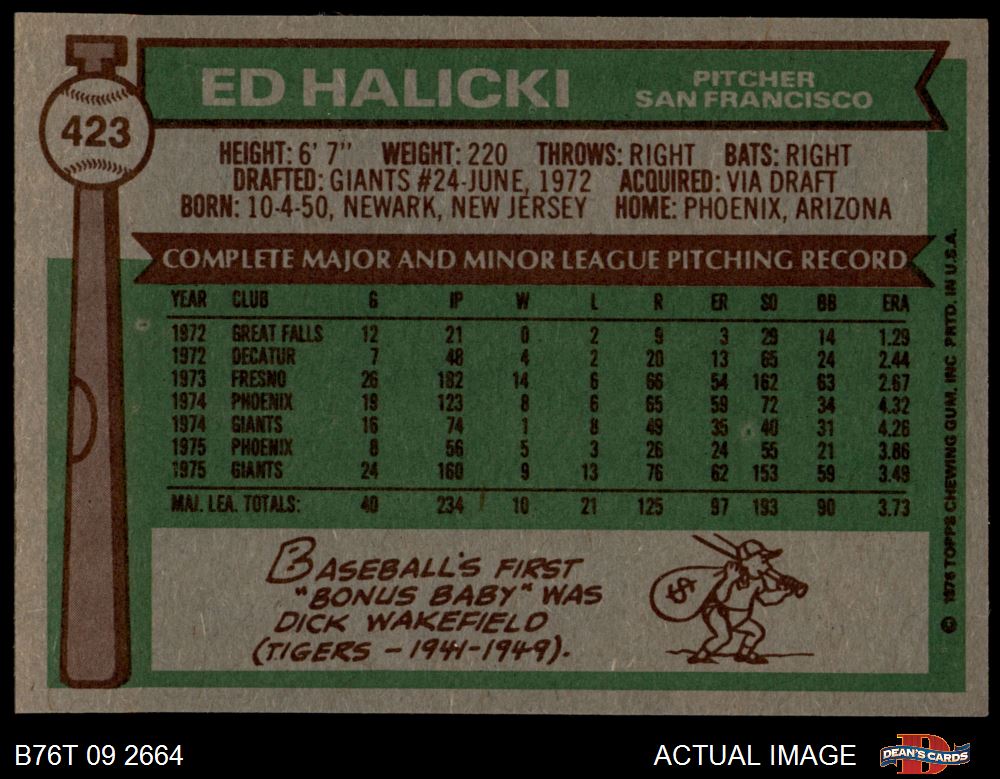 423
ED HALICKI
PITCHER
SAN FRANCISCO
HEIGHT: 6' 7" WEIGHT: 220 THROWS: RIGHT BATS: RIGHT
DRAFTED: GIANTS #24-JUNE, 1972 ACQUIRED: VIA DRAFT
BORN: 10-4-50, NEWARK, NEW JERSEY HOME: PHOENIX, ARIZONA
COMPLETE MAJOR AND MINOR LEAGUE PITCHING RECORD
YEAR CLUB G IP W L R ER SO BB ERA
1972 GREAT FALLS 12 21 0 2 9 3 29 14 1.29
1972 DECATUR 7 48 4 2 20 13 65 24 2.44
1973 FRESNO 26 182 14 6 66 54 162 63 2.67
1974 PHOENIX 19 123 8 6 65 59 72 34 4.32
1974 GIANTS 16 74 1 8 49 35 40 31 4.26
1975 PHOENIX 8 56 5 3 26 24 55 21 3.86
1975 GIANTS 24 160 9 13 76 62 153 59 3.49
MAJ. LEA. TOTALS: 40 234 10 21 125 97 193 90 3.73
BASEBALL'S FIRST
"BONUS BABY" WAS
DICK WAKEFIELD
(TIGERS - 1941-1949).
$
© 1976 TOPPS CHEWING GUM, INC PRTD. IN U.S.A.
B76T 09 2664
ACTUAL IMAGE
DEAN'S CARDS